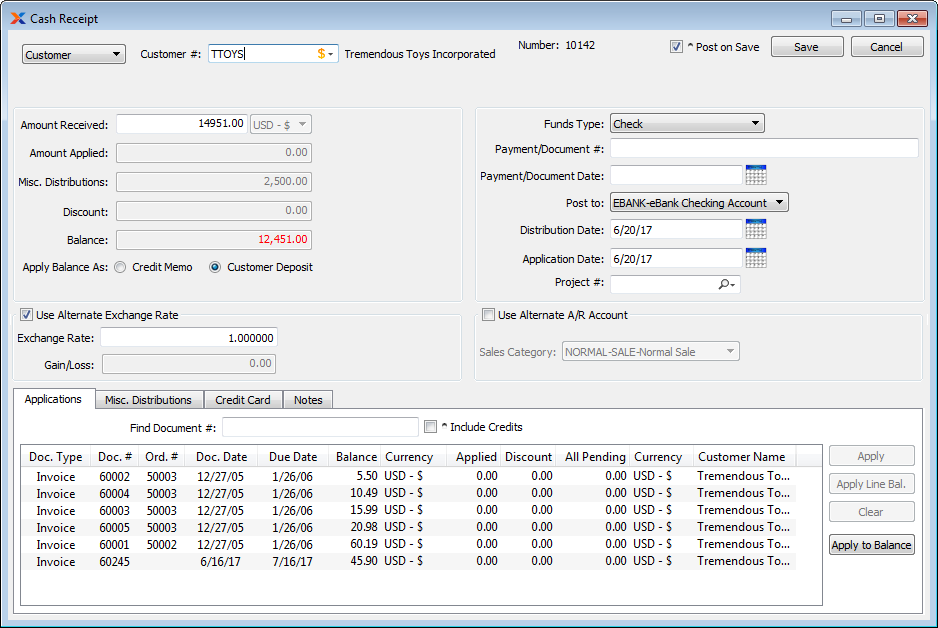 Cash Receipt
Customer Customer #: TTOYS $ Tremendous Toys Incorporated Number: 10142 ^ Post on Save Save Cancel
Amount Received: 14951.00 USD - $
Amount Applied: 0.00
Misc. Distributions: 2,500.00
Discount: 0.00
Balance: 12,451.00
Apply Balance As: Credit Memo Customer Deposit
Funds Type: Check
Payment/Document #:
Payment/Document Date:
Post to: EBANK-eBank Checking Account
Distribution Date: 6/20/17
Application Date: 6/20/17
Project #:
Use Alternate Exchange Rate
Exchange Rate: 1.000000
Gain/Loss: 0.00
Use Alternate A/R Account
Sales Category: NORMAL-SALE-Normal Sale
Applications Misc. Distributions Credit Card Notes
Find Document #: ^ Include Credits
Doc. Type Doc. # Ord. # Doc. Date Due Date Balance Currency Applied Discount All Pending Currency Customer Name
Invoice 60002 50003 12/27/05 1/26/06 5.50 USD - $ 0.00 0.00 0.00 USD - $ Tremendous To...
Invoice 60004 50003 12/27/05 1/26/06 10.49 USD - $ 0.00 0.00 0.00 USD - $ Tremendous To...
Invoice 60003 50003 12/27/05 1/26/06 15.99 USD - $ 0.00 0.00 0.00 USD - $ Tremendous To...
Invoice 60005 50003 12/27/05 1/26/06 20.98 USD - $ 0.00 0.00 0.00 USD - $ Tremendous To...
Invoice 60001 50002 12/27/05 1/26/06 60.19 USD - $ 0.00 0.00 0.00 USD - $ Tremendous To...
Invoice 60245 6/16/17 7/16/17 45.90 USD - $ 0.00 0.00 0.00 USD - $ Tremendous To...
Apply
Apply Line Bal.
Clear
Apply to Balance